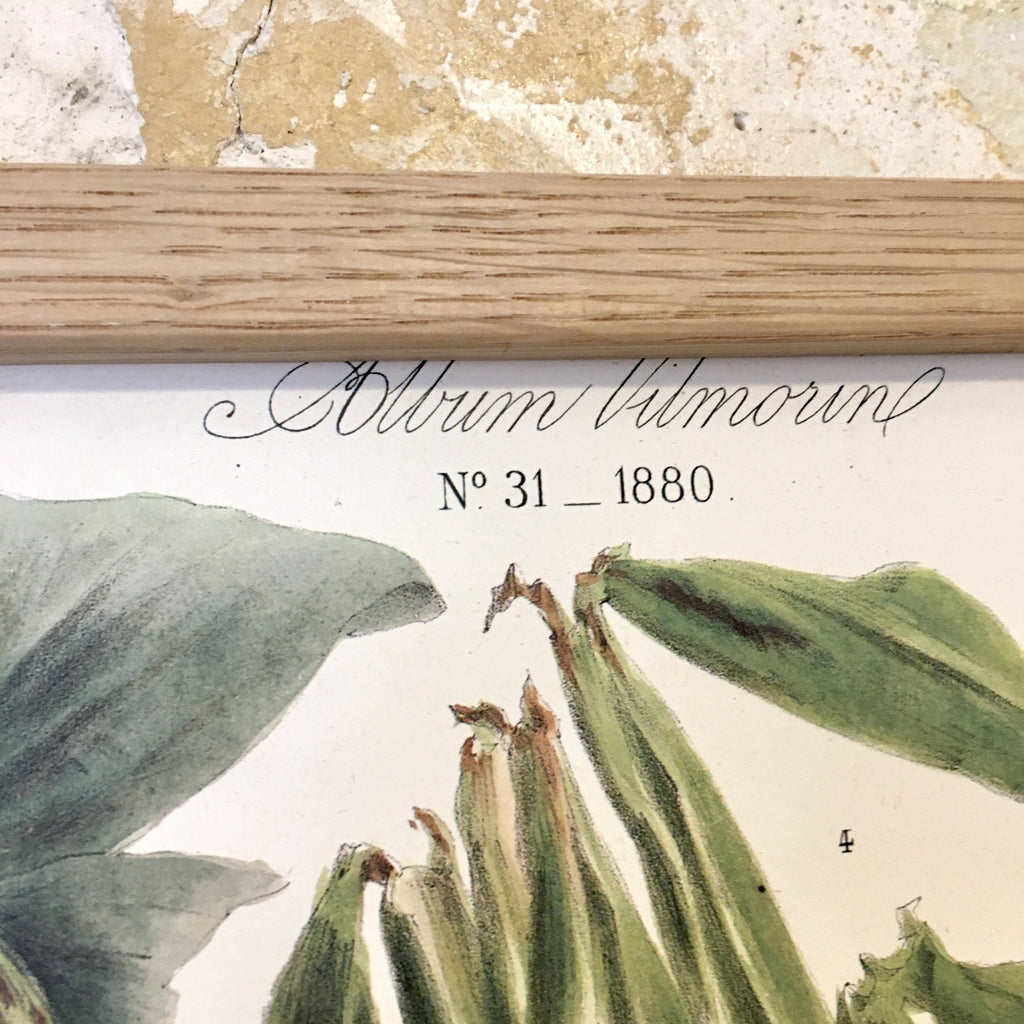 Album Vilmorin
Nº. 31 _ 1880.
4